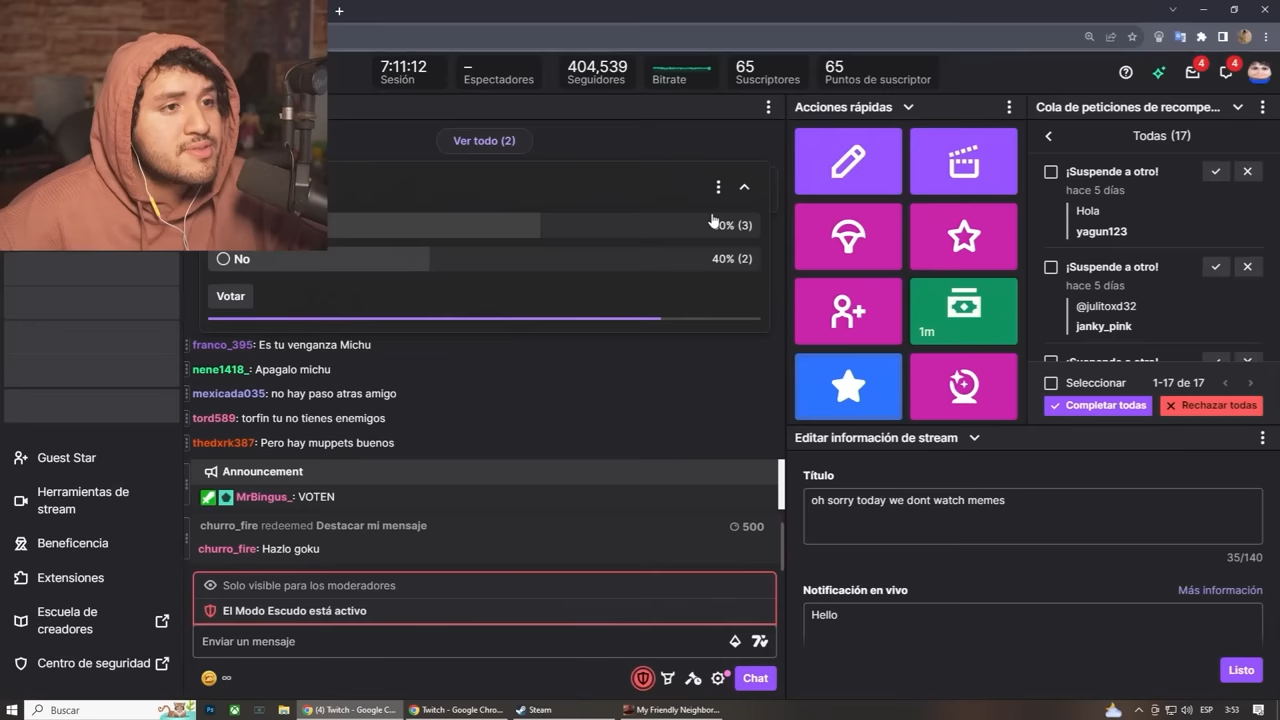 7:11:12
Sesión
–
Espectadores
404,539
Seguidores
Bitrate
65
Suscriptores
65
Puntos de suscriptor
4
4
Ver todo (2)
(3)
No
40% (2)
Votar
franco_395: Es tu venganza Michu
nene1418_: Apagalo michu
mexicada035: no hay paso atras amigo
tord589: torfin tu no tienes enemigos
thedxrk387: Pero hay muppets buenos
Announcement
MrBingus_: VOTEN
churro_fire redeemed Destacar mi mensaje
500
churro_fire: Hazlo goku
Solo visible para los moderadores
El Modo Escudo está activo
Enviar un mensaje
∞
Chat
Guest Star
Herramientas de
stream
Beneficencia
Extensiones
Escuela de
creadores
Centro de seguridad
Acciones rápidas
1m
Cola de peticiones de recompe...
Todas (17)
¡Suspende a otro!
hace 5 días
Hola
yagun123
¡Suspende a otro!
hace 5 días
@julitoxd32
janky_pink
Seleccionar
1-17 de 17
Completar todas
Rechazar todas
Editar información de stream
Título
oh sorry today we dont watch memes
35/140
Notificación en vivo
Más información
Hello
Listo
Buscar
(4) Twitch - Google C...
Twitch - Google Chro...
Steam
My Friendly Neighbor...
ESP
3:53